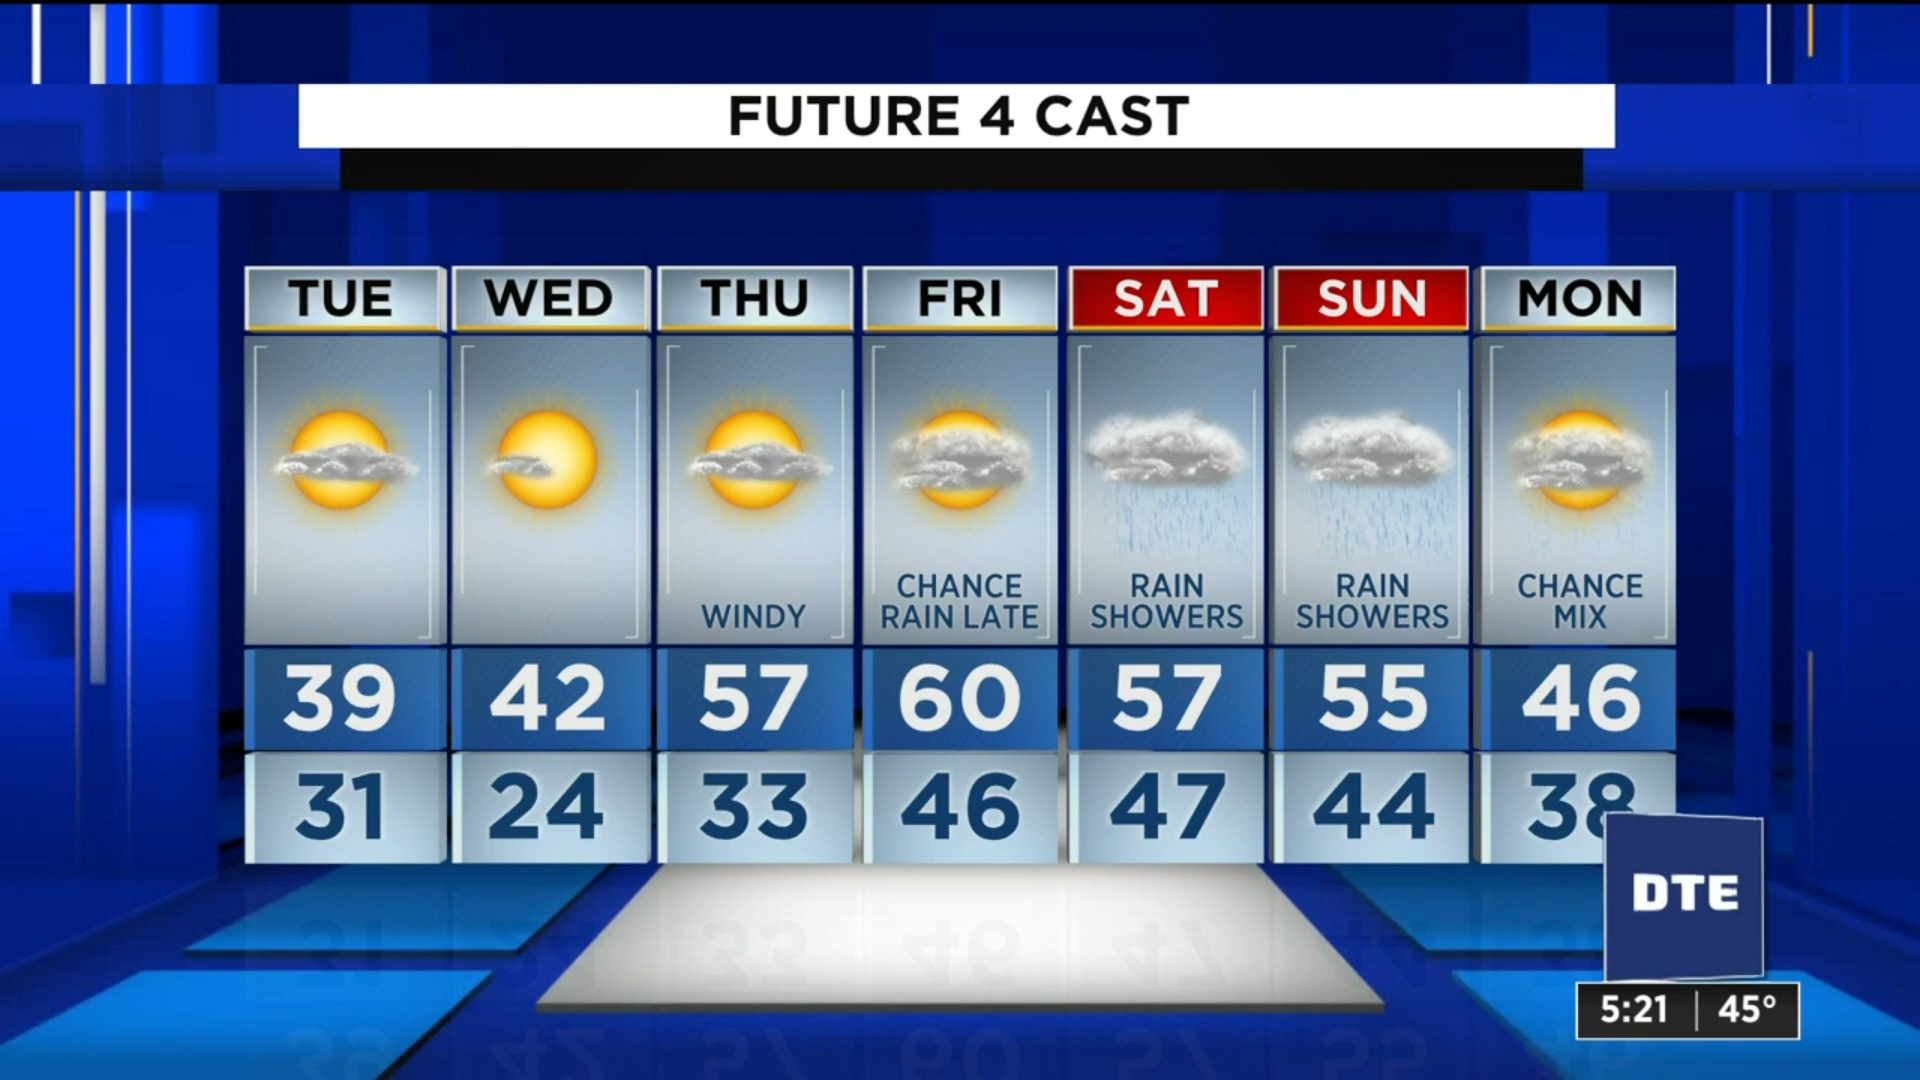 FUTURE 4 CAST
TUE WED THU FRI SAT SUN MON
WINDY
CHANCE RAIN LATE
RAIN SHOWERS
RAIN SHOWERS
CHANCE MIX
39 42 57 60 57 55 46
31 24 33 46 47 44 38
DTE
5:21 45°